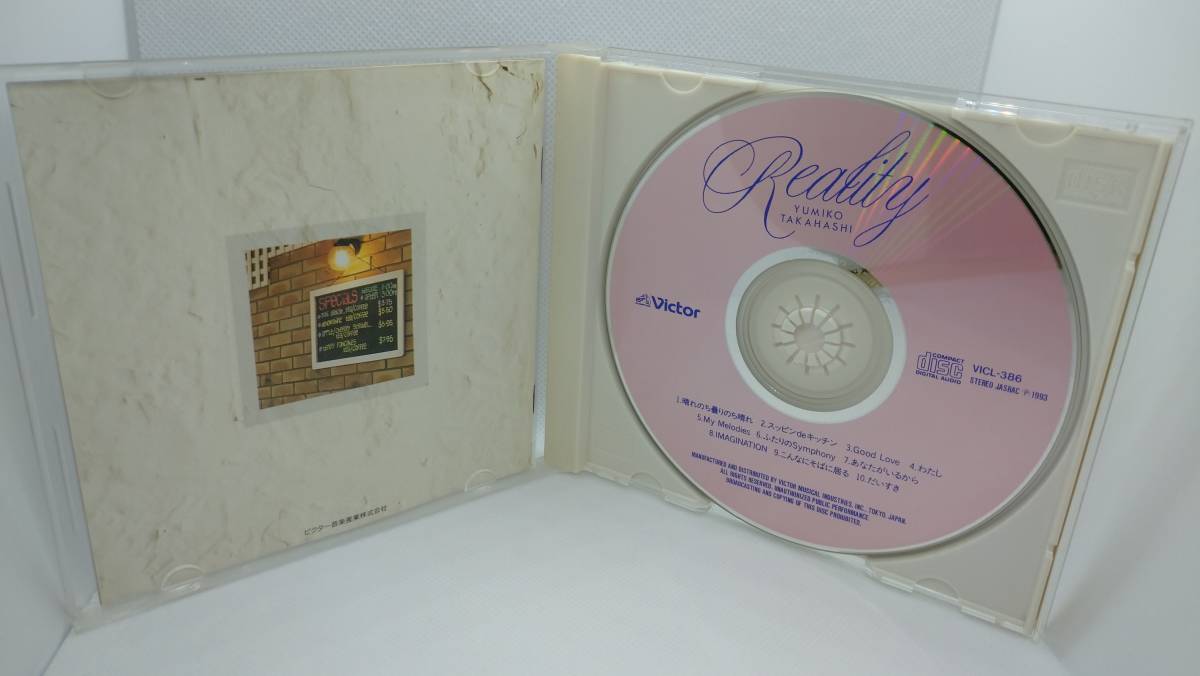 SPECIALS
ビクター音楽産業株式会社
Reality
YUMIKO
TAKAHASHI
Victor
COMPACT
disc
DIGITAL AUDIO
VICL-386
STEREO JASRAC ℗1993
1.晴れのち曇りのち晴れ 2.スッピンdeキッチン 3.Good Love 4.わたし
5.My Melodies 6.ふたりのSymphony 7.あなたがいるから
8.IMAGINATION 9.こんなにそばに居る 10.だいすき
MANUFACTURED AND DISTRIBUTED BY VICTOR MUSICAL INDUSTRIES, INC., TOKYO, JAPAN.
ALL RIGHTS RESERVED. UNAUTHORIZED PUBLIC PERFORMANCE
BROADCASTING AND COPYING OF THIS DISC PROHIBITED.